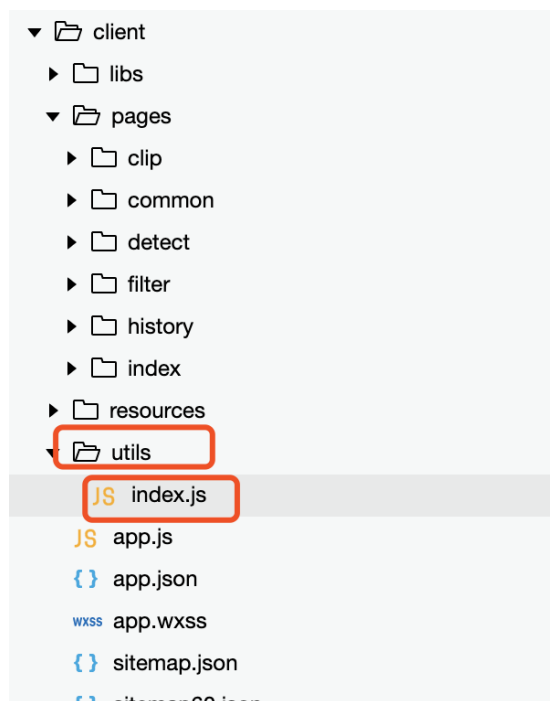 client
libs
pages
clip
common
detect
filter
history
index
resources
utils
JS index.js
JS app.js
{ } app.json
wxss app.wxss
{ } sitemap.json